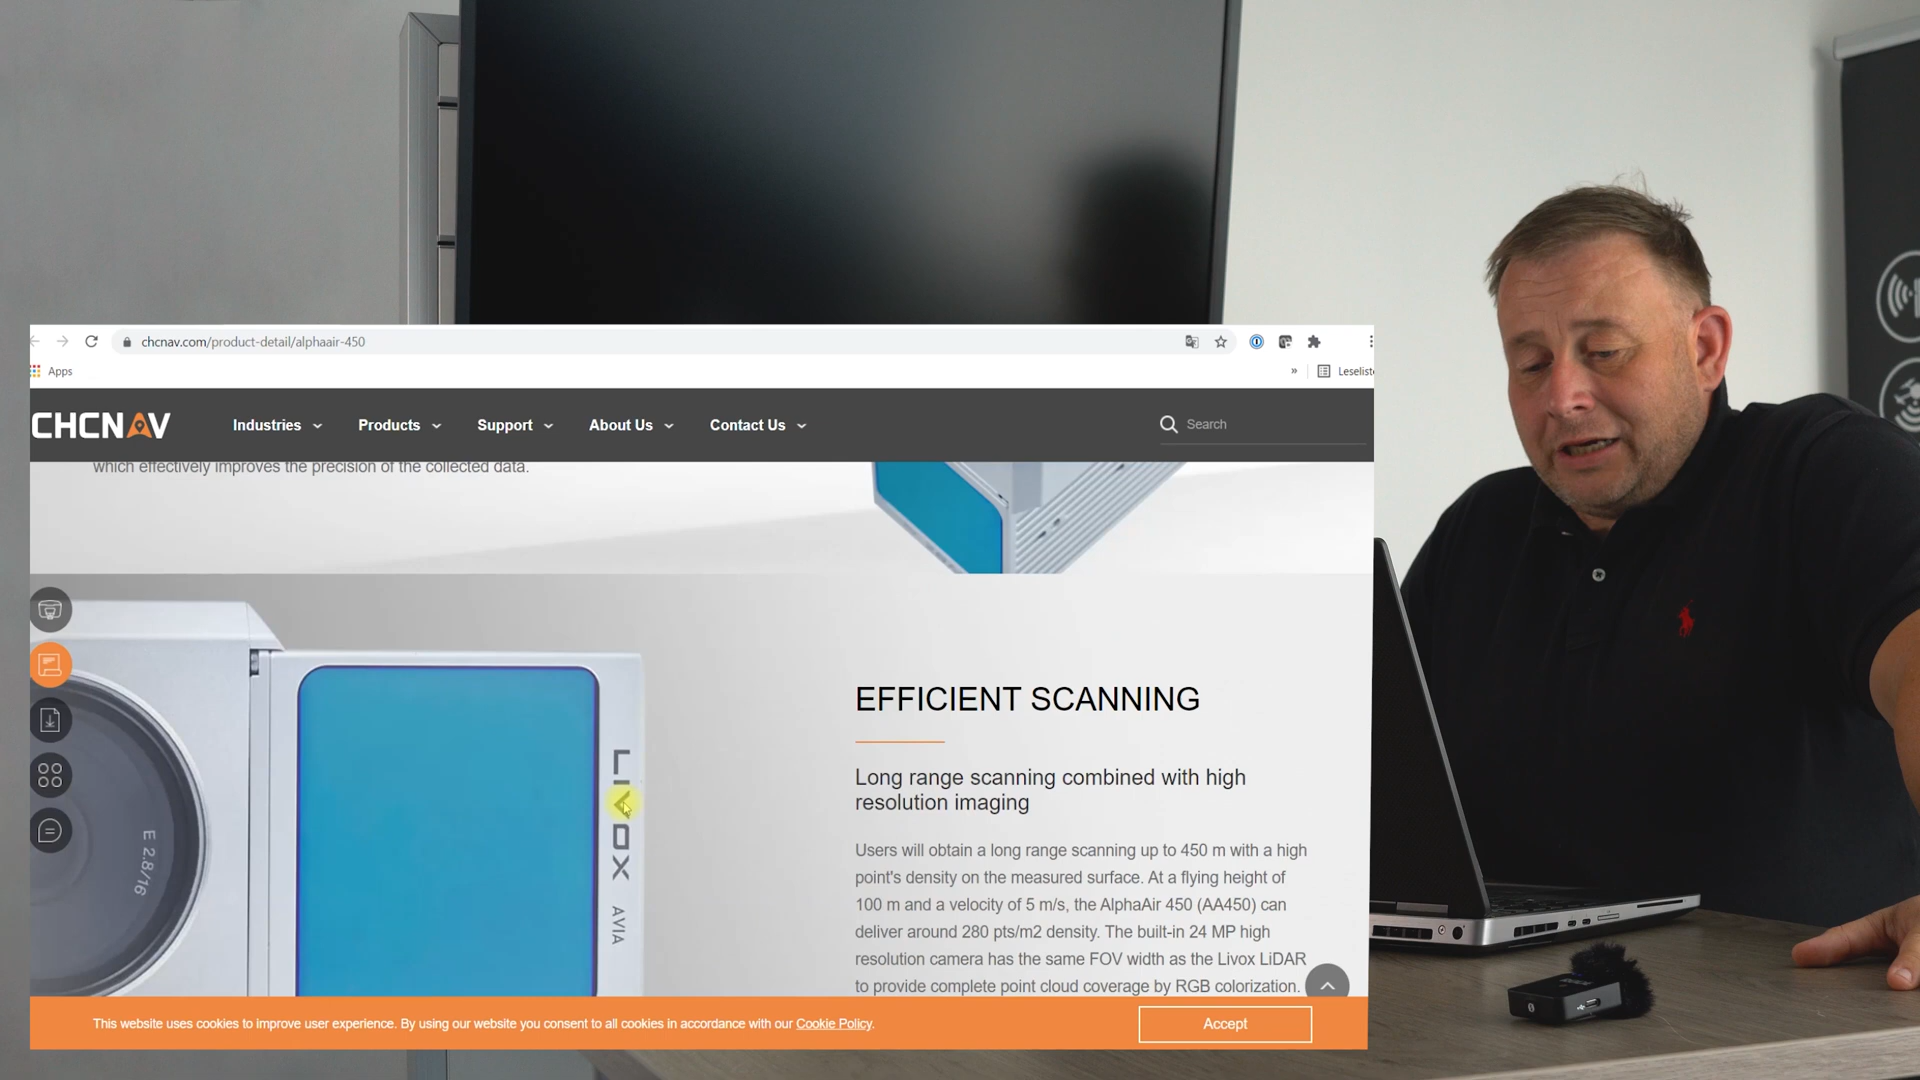 chcnav.com/product-detail/alphaair-450
Apps
»
Leseliste
CHCNAV
Industries
Products
Support
About Us
Contact Us
Search
which effectively improves the precision of the collected data.
E 2.8/16
LIVOX AVIA
EFFICIENT SCANNING
Long range scanning combined with high
resolution imaging
Users will obtain a long range scanning up to 450 m with a high
point's density on the measured surface. At a flying height of
100 m and a velocity of 5 m/s, the AlphaAir 450 (AA450) can
deliver around 280 pts/m2 density. The built-in 24 MP high
resolution camera has the same FOV width as the Livox LiDAR
to provide complete point cloud coverage by RGB colorization.
This website uses cookies to improve user experience. By using our website you consent to all cookies in accordance with our Cookie Policy.
Accept